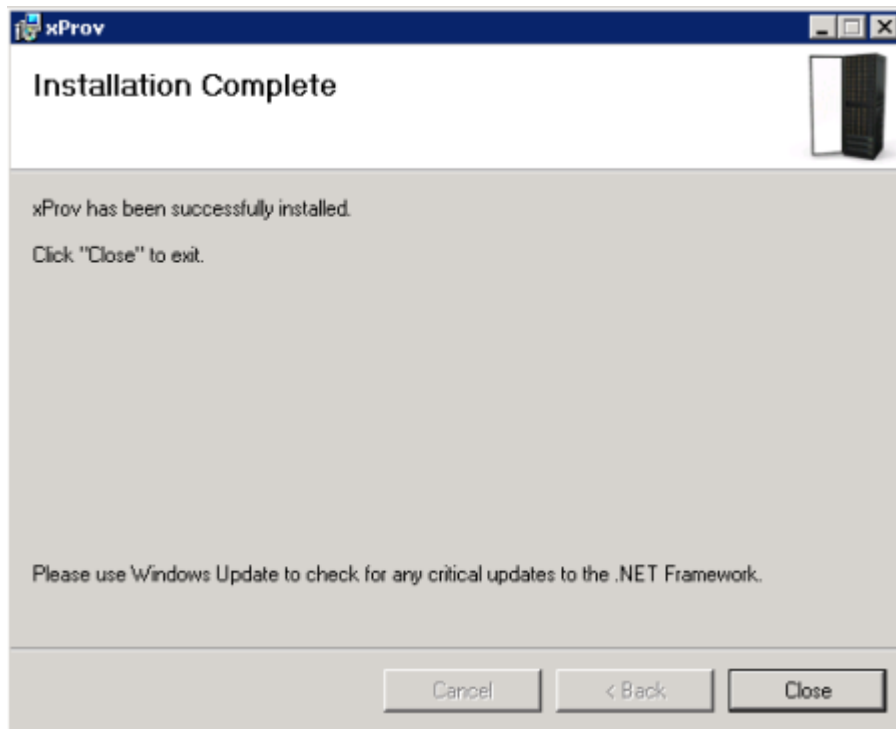 xProv
Installation Complete
xProv has been successfully installed.
Click "Close" to exit.
Please use Windows Update to check for any critical updates to the .NET Framework.
Cancel
< Back
Close